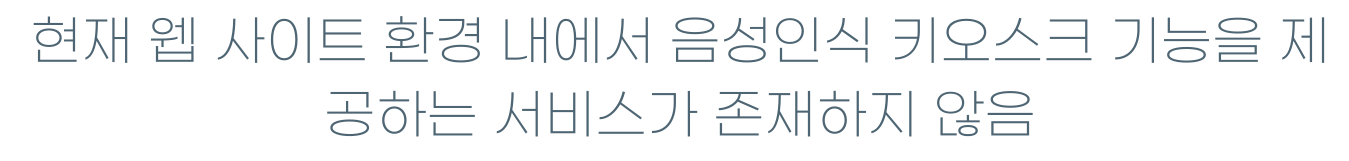 현재 웹 사이트 환경 내에서 음성인식 키오스크 기능을 제
공하는 서비스가 존재하지 않음